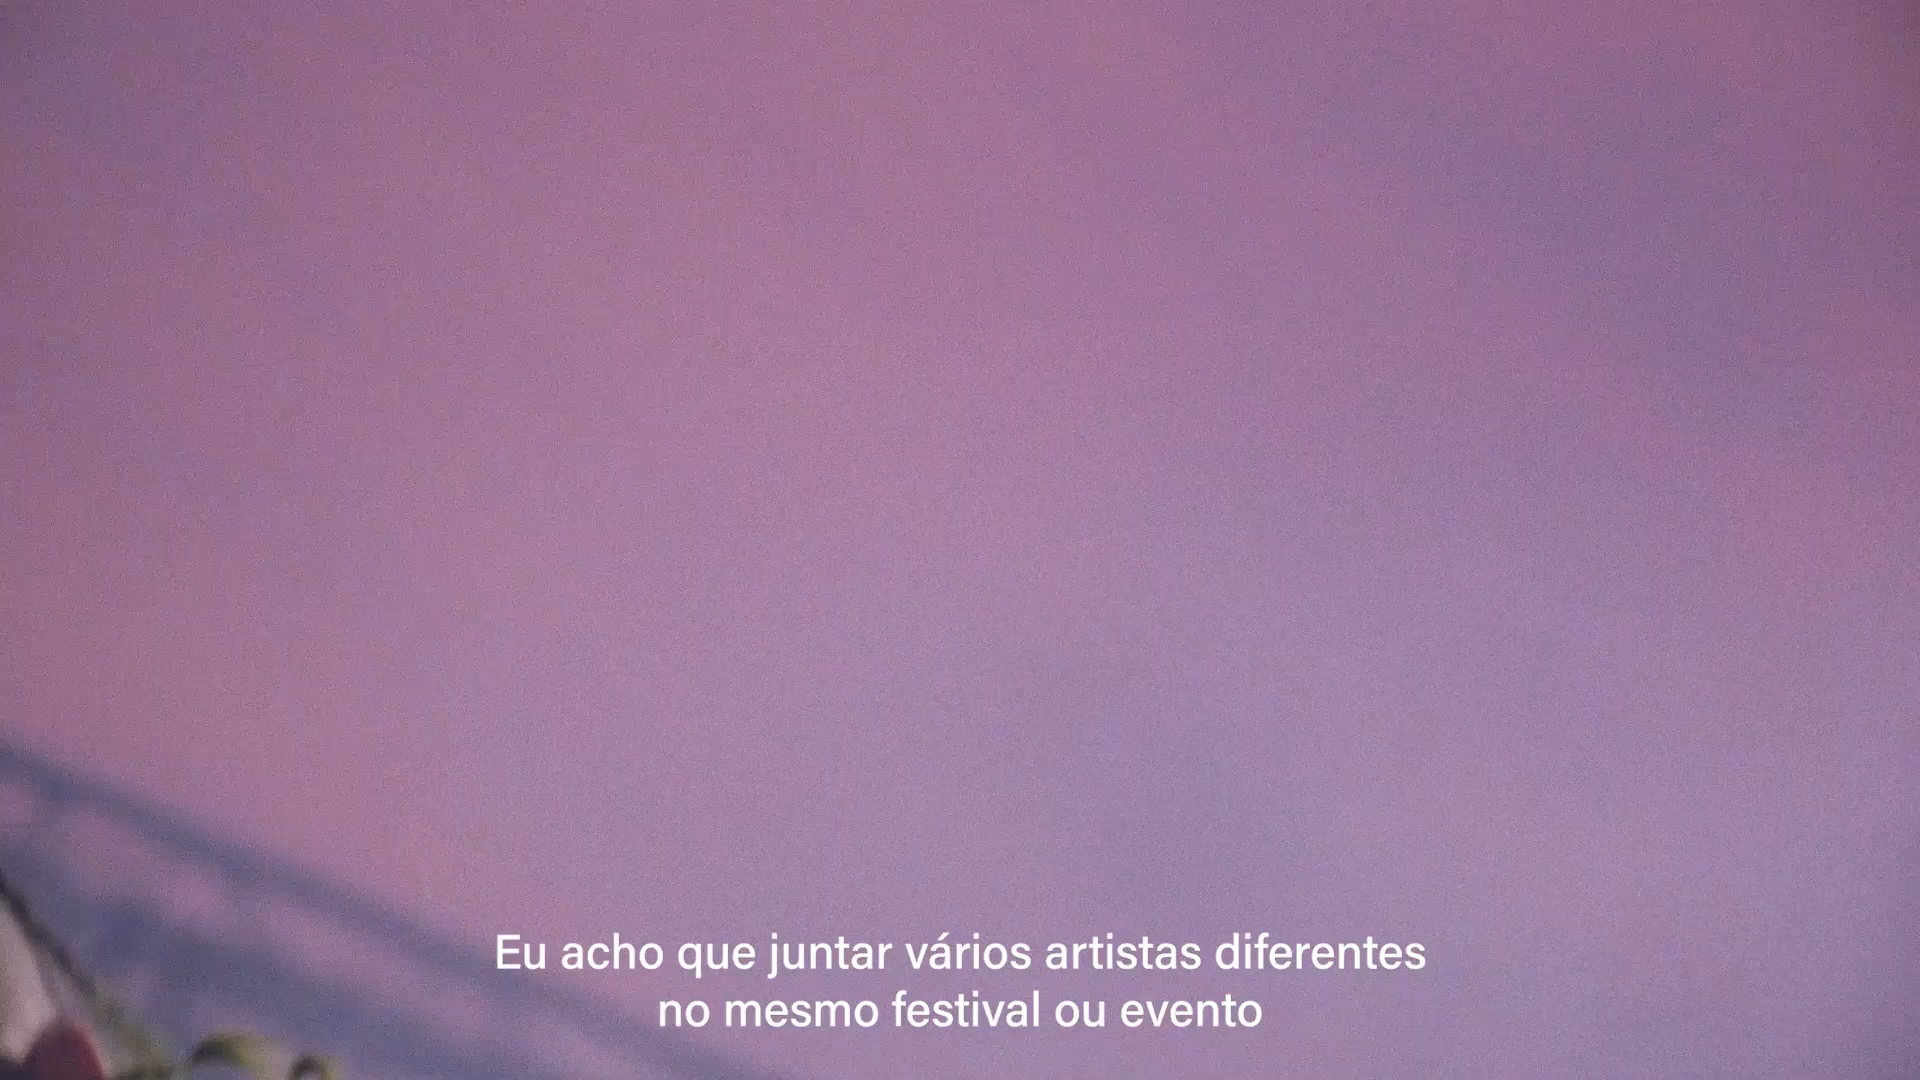 Eu acho que juntar vários artistas diferentes
no mesmo festival ou evento